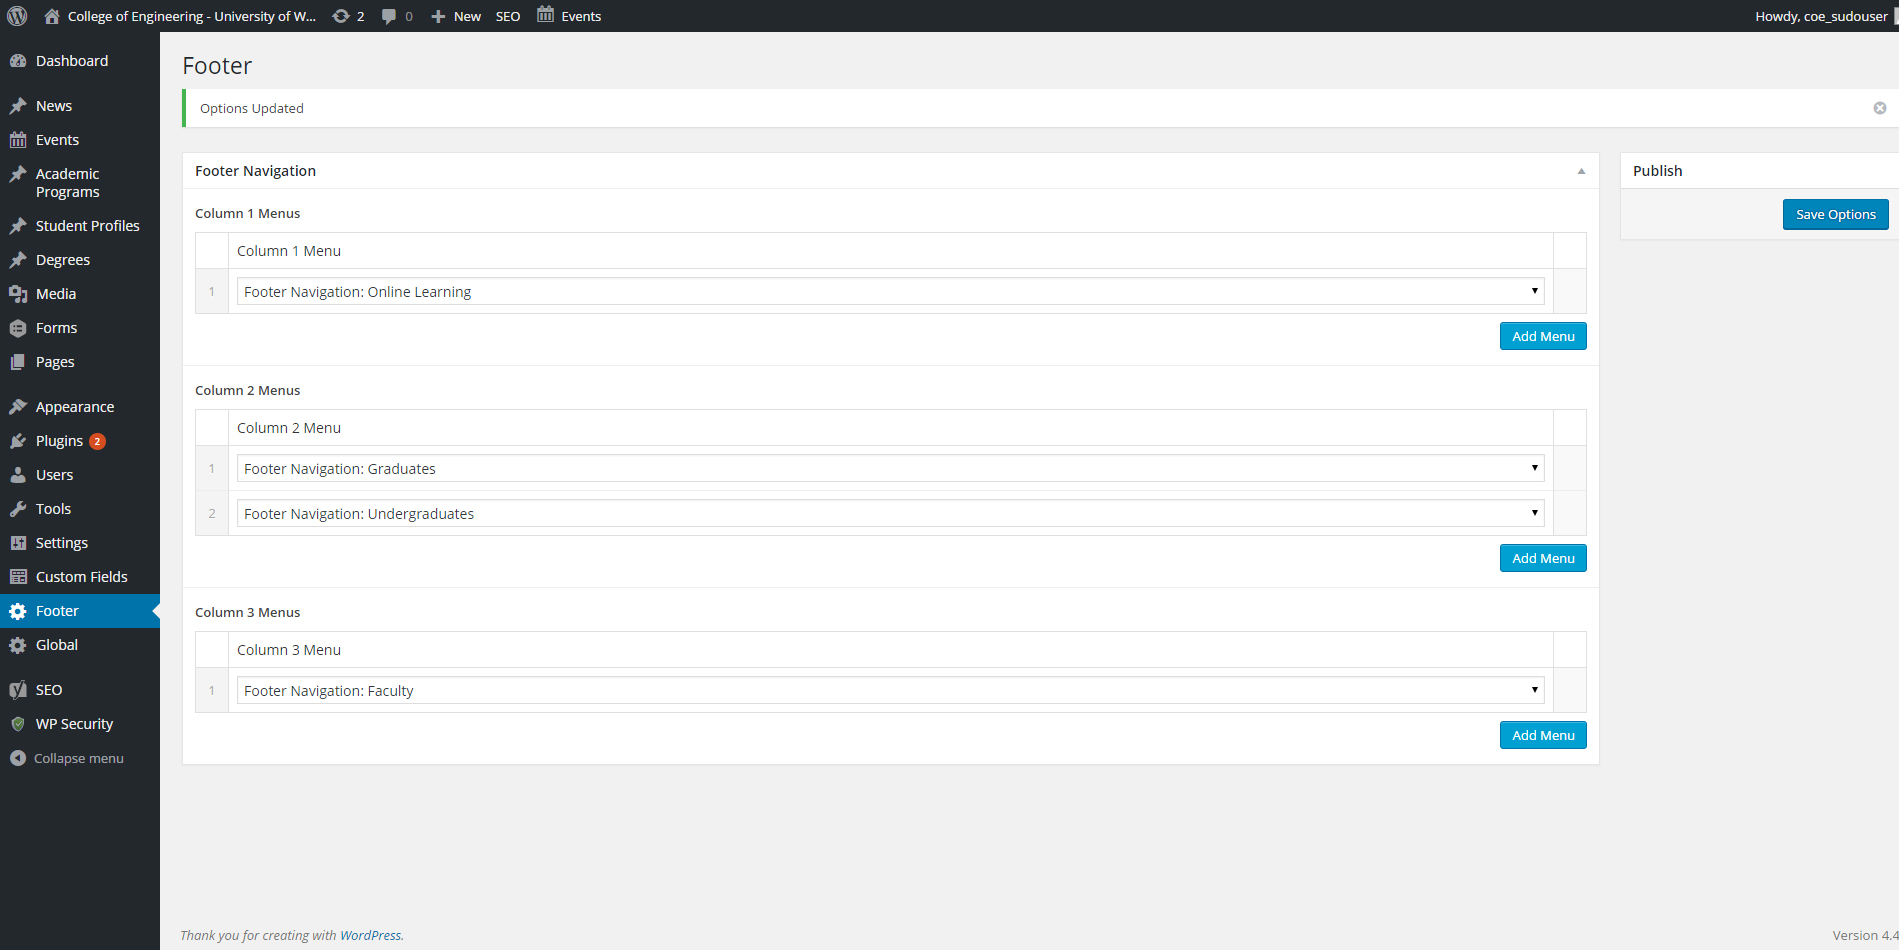 College of Engineering - University of W... 2 0 New SEO Events Howdy, coe_sudouser
Dashboard
News
Events
Academic
Programs
Student Profiles
Degrees
Media
Forms
Pages
Appearance
Plugins 2
Users
Tools
Settings
Custom Fields
Footer
Global
SEO
WP Security
Collapse menu
Footer
Options Updated
Footer Navigation
Column 1 Menus
Column 1 Menu
1 Footer Navigation: Online Learning
Add Menu
Column 2 Menus
Column 2 Menu
1 Footer Navigation: Graduates
2 Footer Navigation: Undergraduates
Add Menu
Column 3 Menus
Column 3 Menu
1 Footer Navigation: Faculty
Add Menu
Publish
Save Options
Thank you for creating with WordPress.
Version 4.4